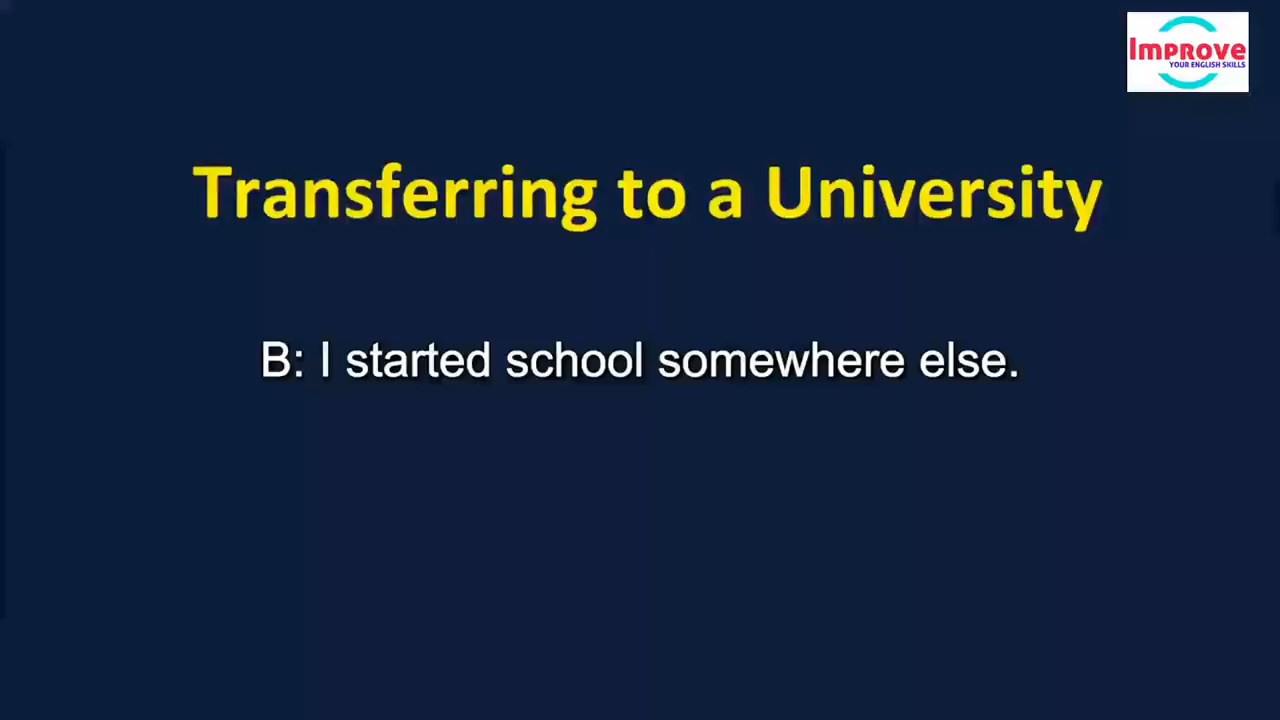 Improve
YOUR ENGLISH SKILLS
Transferring to a University
B: I started school somewhere else.